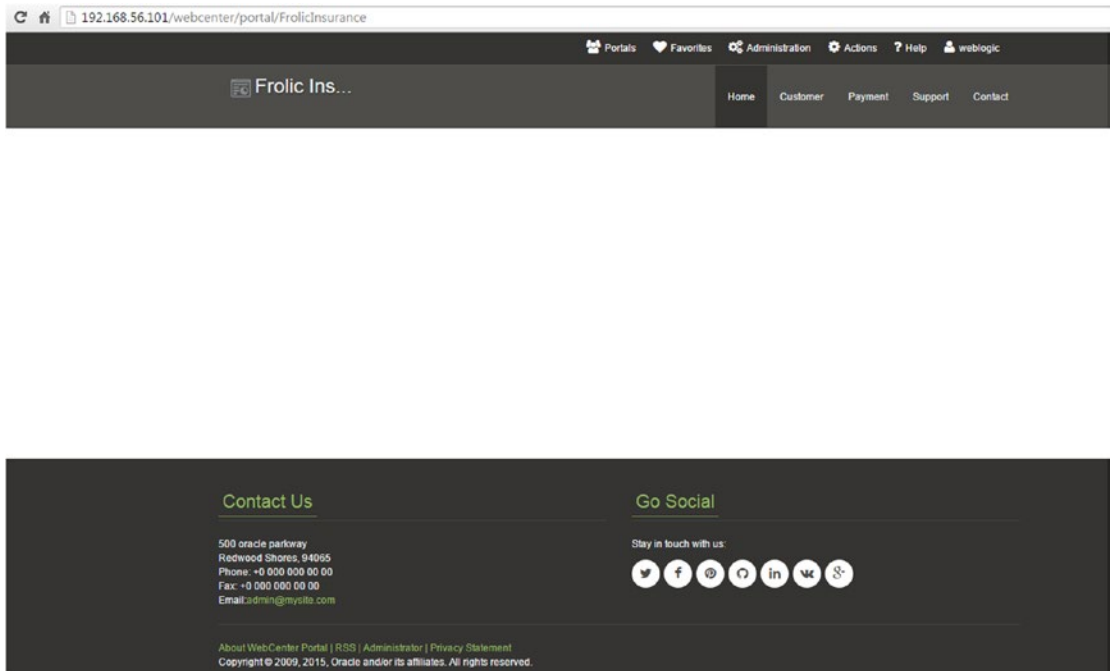 192.168.56.101/webcenter/portal/FrolicInsurance
Portals Favorites Administration Actions ? Help weblogic
Frolic Ins...
Home Customer Payment Support Contact
Contact Us
500 oracle parkway
Redwood Shores, 94065
Phone: +0 000 000 00 00
Fax: +0 000 000 00 00
Email:admin@mysite.com
Go Social
Stay in touch with us:
About WebCenter Portal | RSS | Administrator | Privacy Statement
Copyright © 2009, 2015, Oracle and/or its affiliates. All rights reserved.